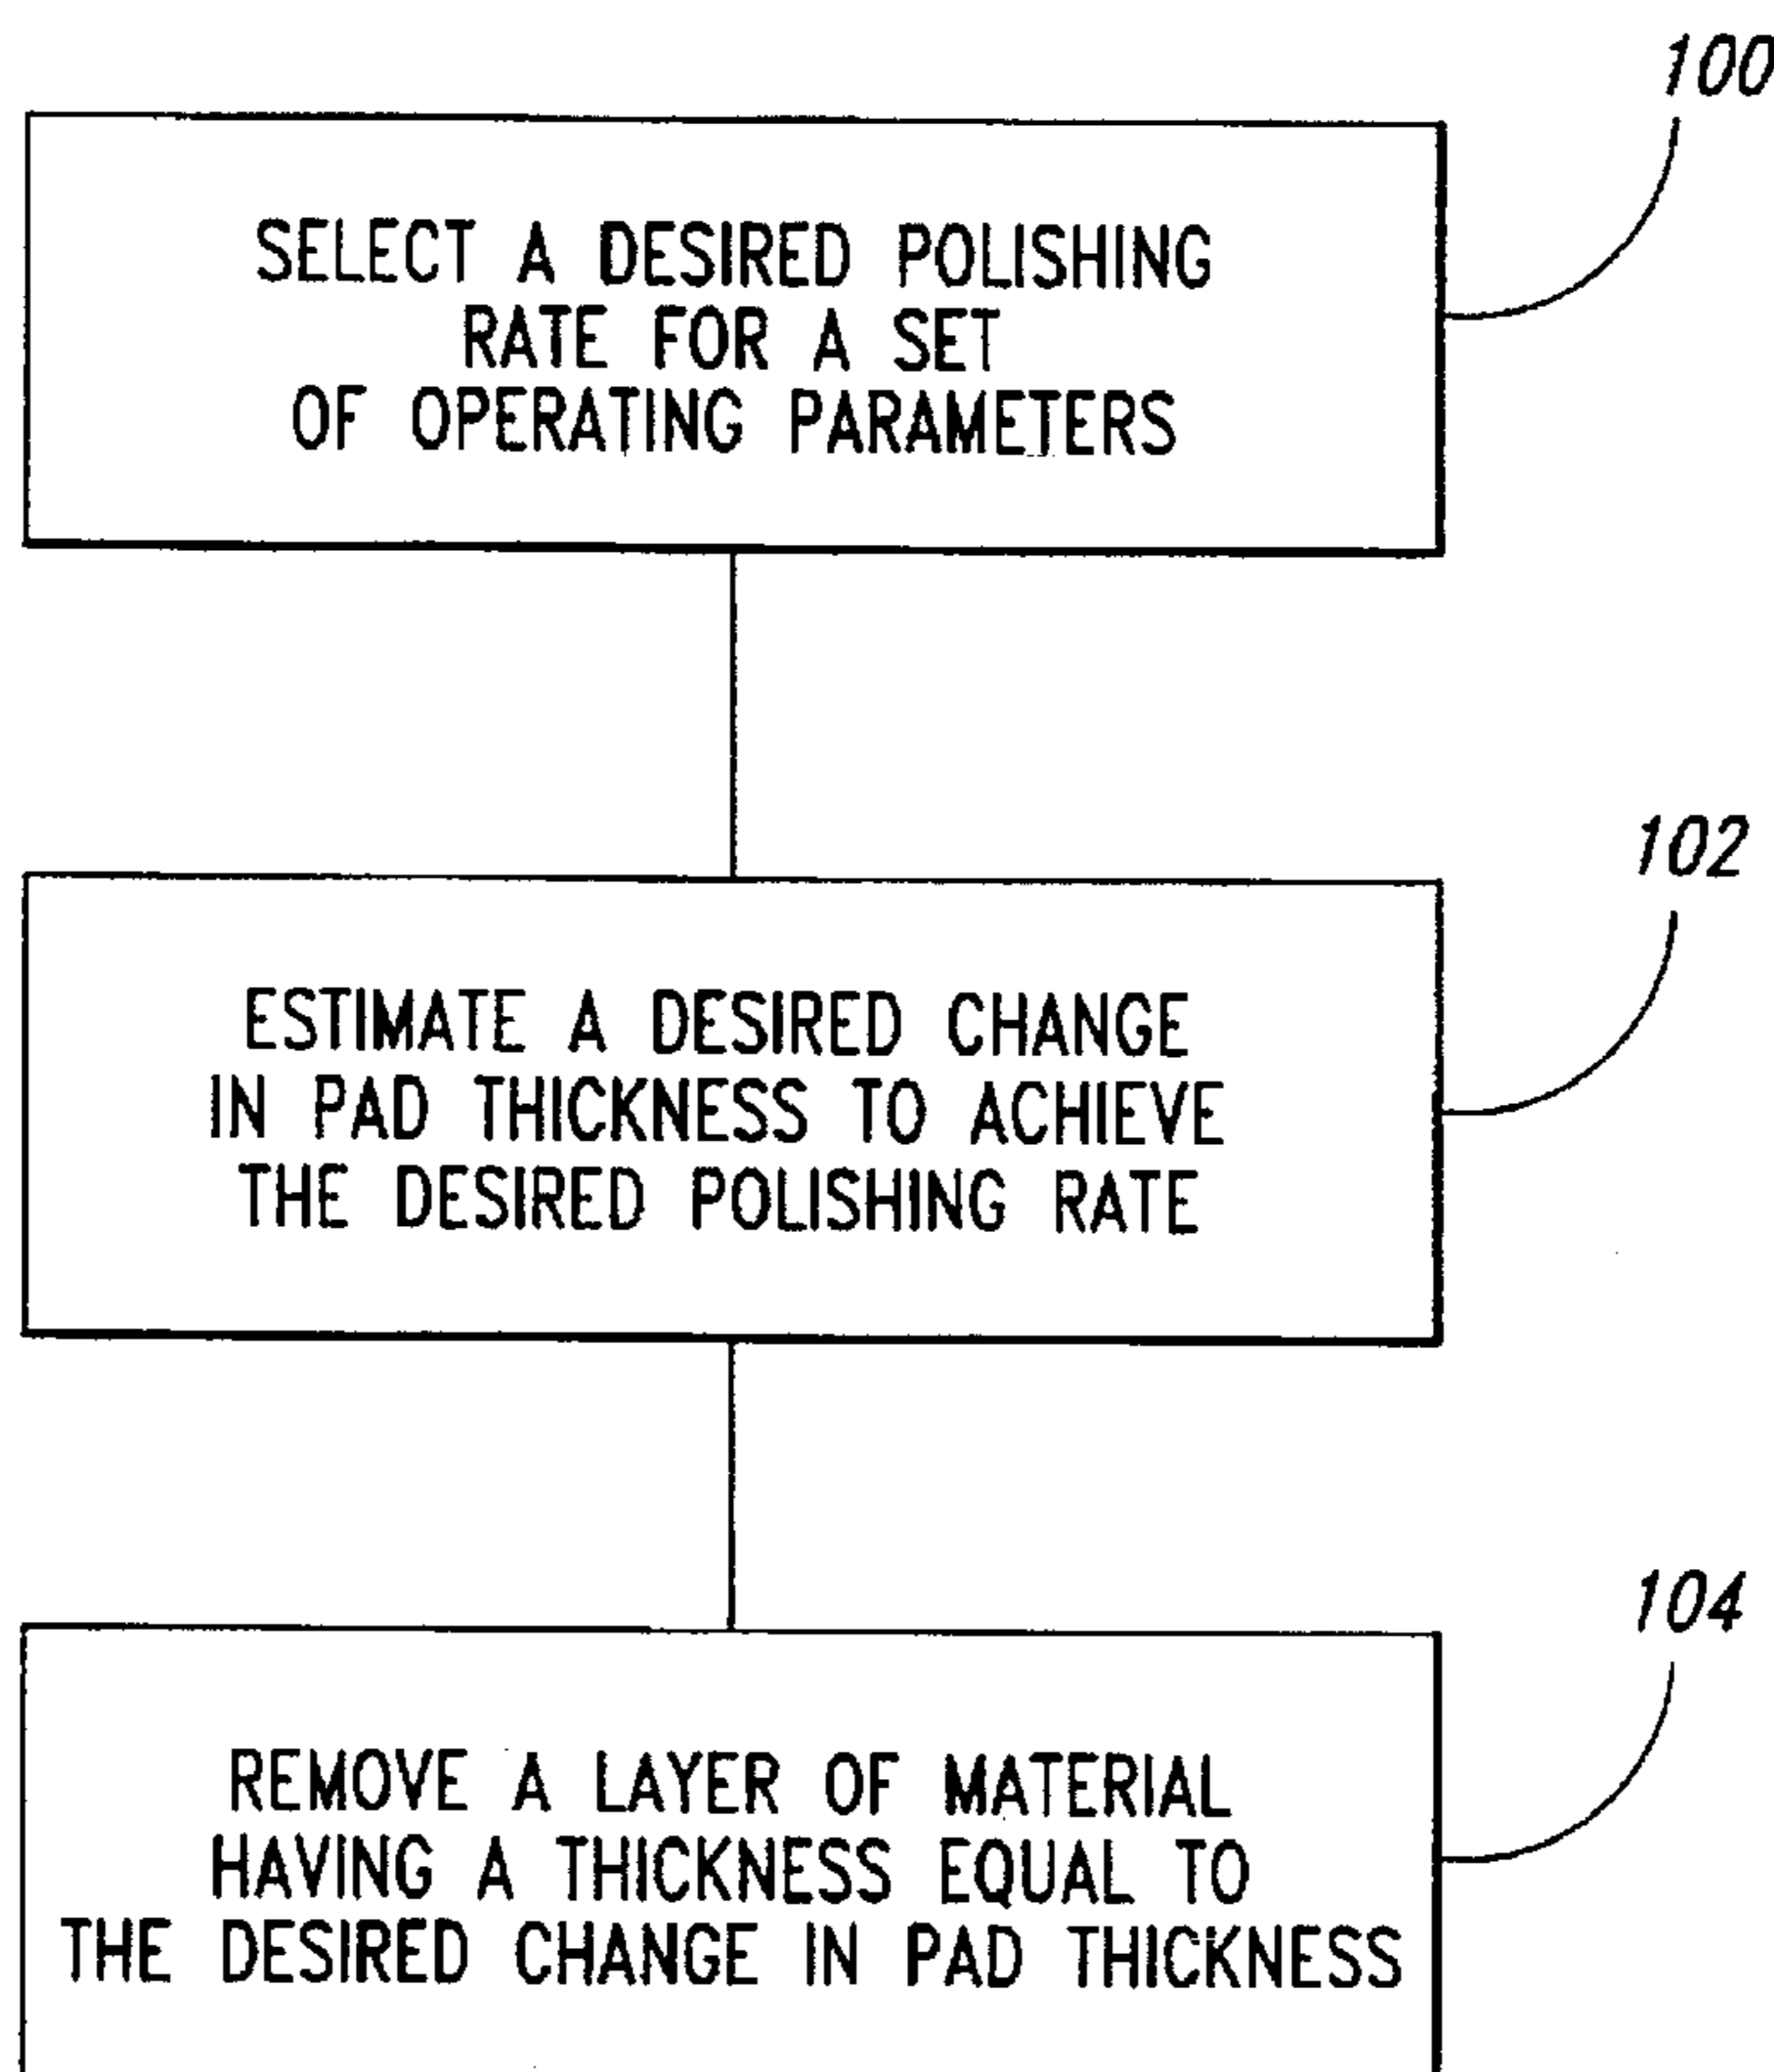 100
SELECT A DESIRED POLISHING
RATE FOR A SET
OF OPERATING PARAMETERS
102
ESTIMATE A DESIRED CHANGE
IN PAD THICKNESS TO ACHIEVE
THE DESIRED POLISHING RATE
104
REMOVE A LAYER OF MATERIAL
HAVING A THICKNESS EQUAL TO
THE DESIRED CHANGE IN PAD THICKNESS